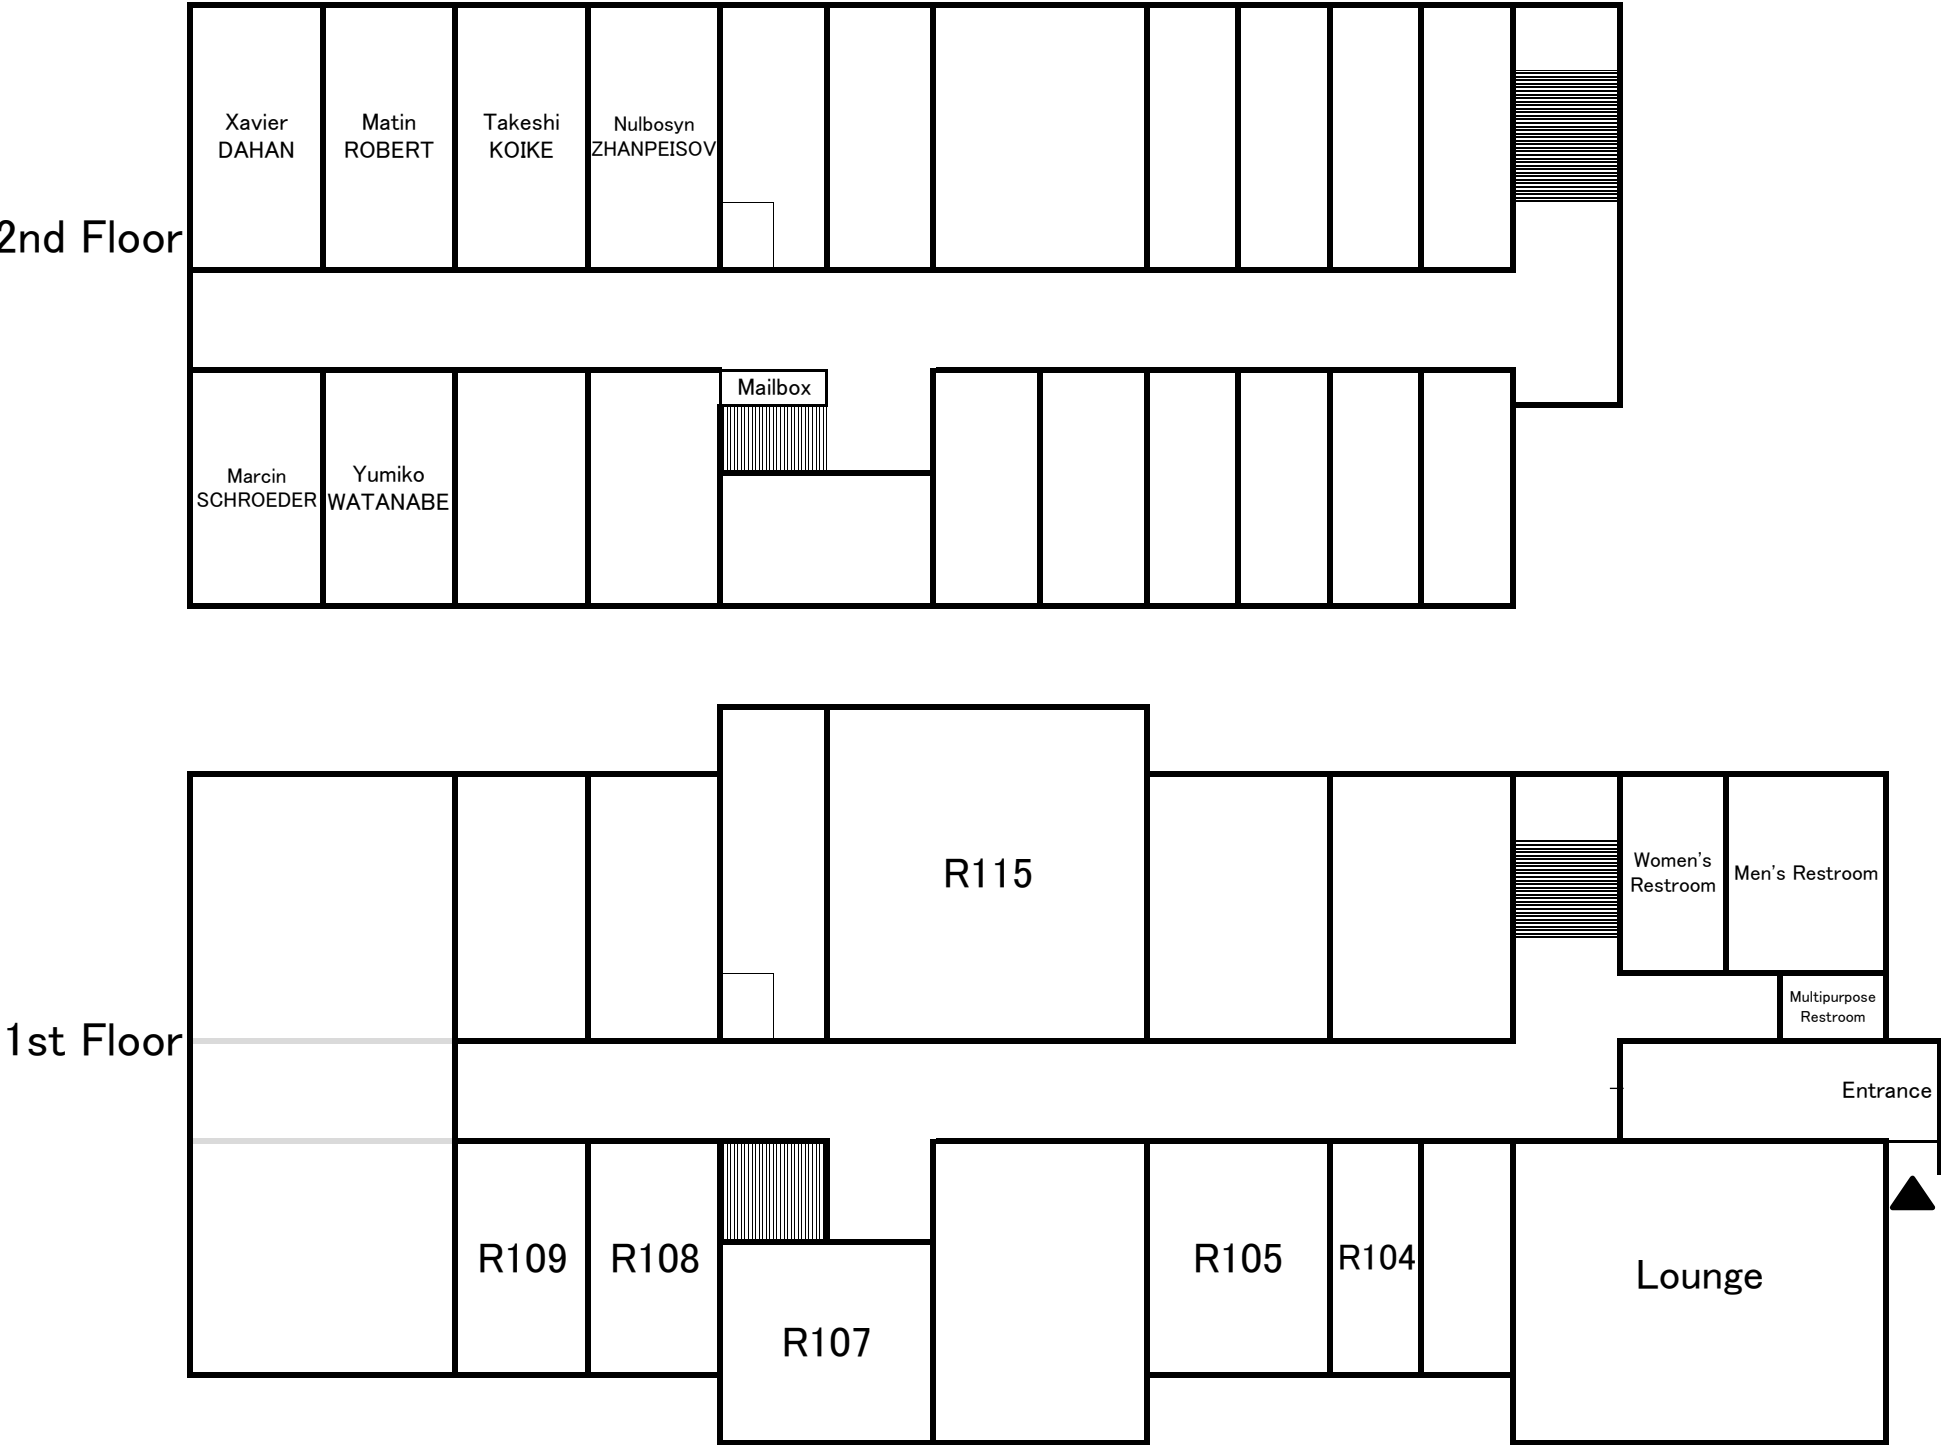 Xavier
DAHAN
Matin
ROBERT
Takeshi
KOIKE
Nulbosyn
ZHANPEISOV
2nd Floor
Mailbox
Marcin
SCHROEDER
Yumiko
WATANABE
R115
Women's
Restroom
Men's Restroom
Multipurpose
Restroom
1st Floor
Entrance
R109
R108
R105
R104
Lounge
R107